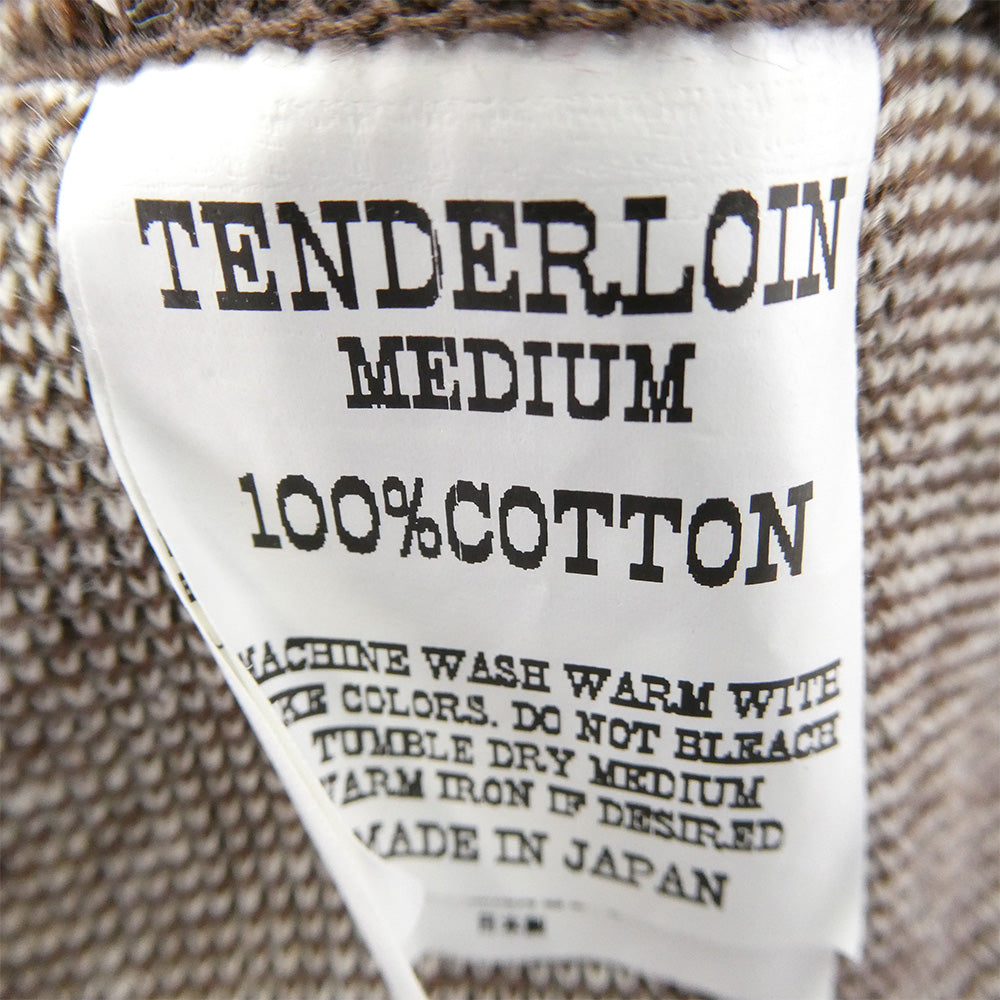 TENDERLOIN
MEDIUM
100%COTTON
MACHINE WASH WARM WITH
COLORS. DO NOT BLEACH
TUMBLE DRY MEDIUM
WARM IRON IF DESIRED
MADE IN JAPAN